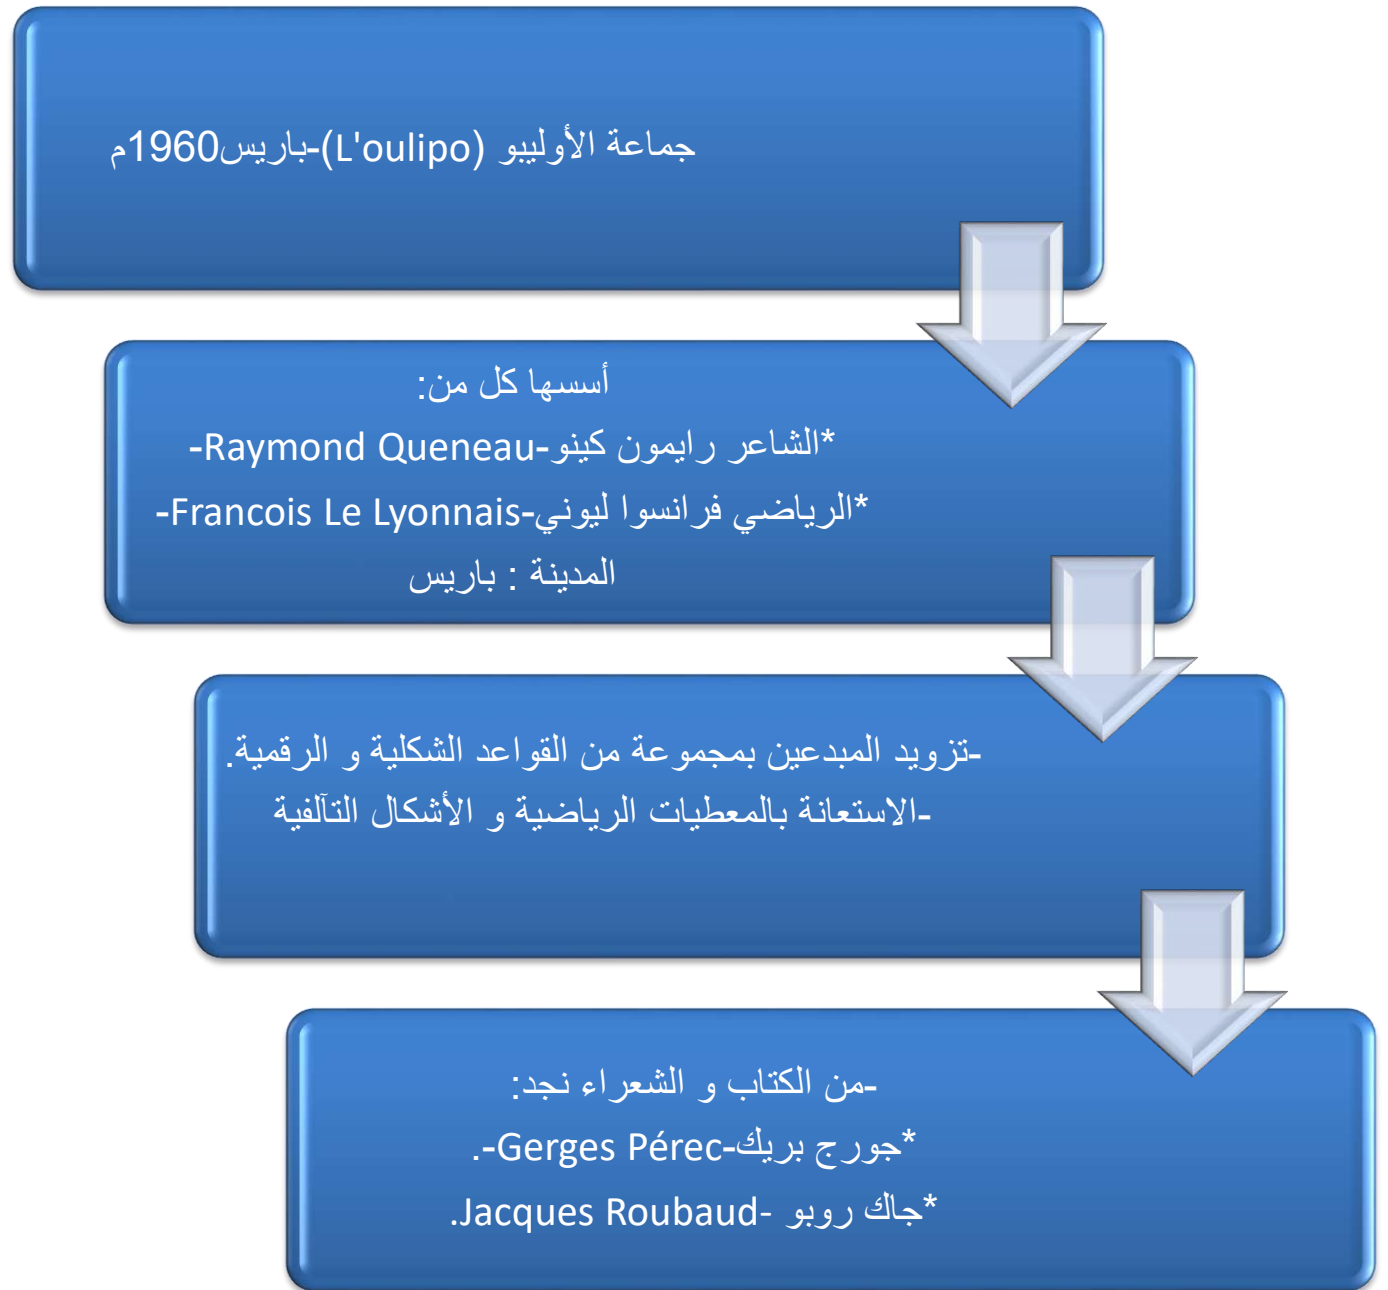 جماعة الأوليبو (L'oulipo)-باريس1960م
أسسها كل من:
*الشاعر رايمون كينو-Raymond Queneau-
*الرياضي فرانسوا ليوني-Francois Le Lyonnais-
المدينة : باريس
-تزويد المبدعين بمجموعة من القواعد الشكلية و الرقمية.
-الاستعانة بالمعطيات الرياضية و الأشكال التآلفية
-من الكتاب و الشعراء نجد:
*جورج بريك-Gerges Pérec-.
*جاك روبو -Jacques Roubaud.